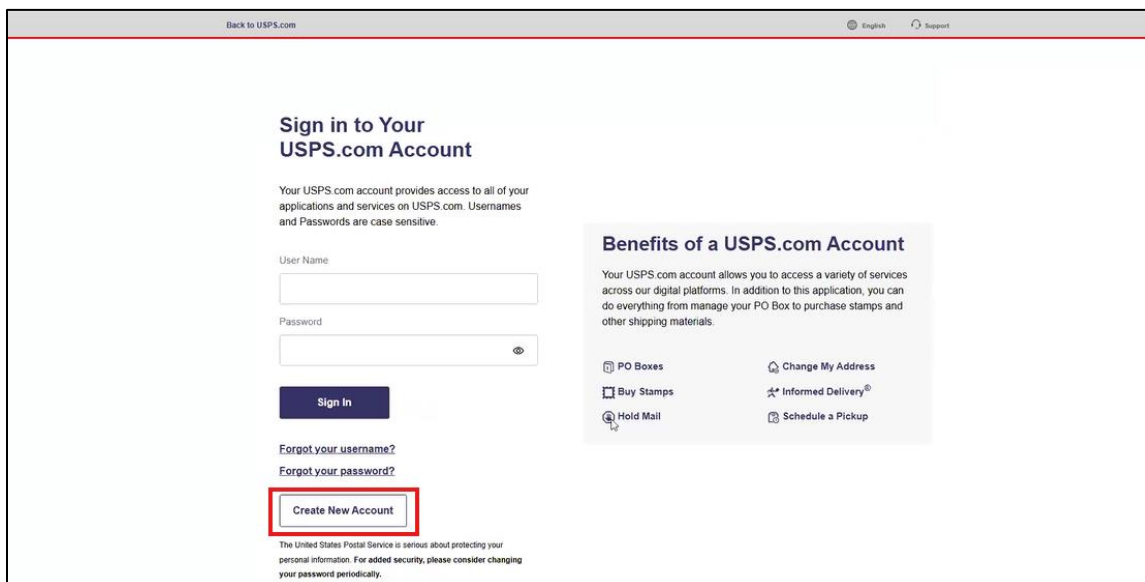 Back to USPS.com
English
Support
Sign in to Your
USPS.com Account
Your USPS.com account provides access to all of your
applications and services on USPS.com. Usernames
and Passwords are case sensitive.
User Name
Password
Sign In
Forgot your username?
Forgot your password?
Create New Account
The United States Postal Service is serious about protecting your
personal information. For added security, please consider changing
your password periodically.
Benefits of a USPS.com Account
Your USPS.com account allows you to access a variety of services
across our digital platforms. In addition to this application, you can
do everything from manage your PO Box to purchase stamps and
other shipping materials.
PO Boxes
Change My Address
Buy Stamps
Informed Delivery®
Hold Mail
Schedule a Pickup